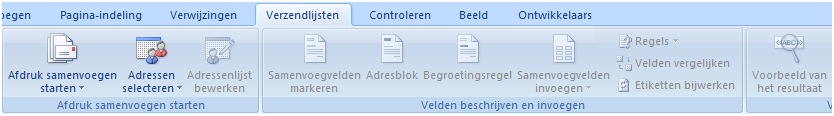 oegen Pagina-indeling Verwijzingen Verzendlijsten Controleren Beeld Ontwikkelaars
Afdruk samenvoegen starten
Adressen selecteren
Adressenlijst bewerken
Afdruk samenvoegen starten
Samenvoegvelden markeren
Adresblok
Begroetingsregel
Samenvoegvelden invoegen
Regels
Velden vergelijken
Etiketten bijwerken
Velden beschrijven en invoegen
ABC
Voorbeeld van het resultaat
V